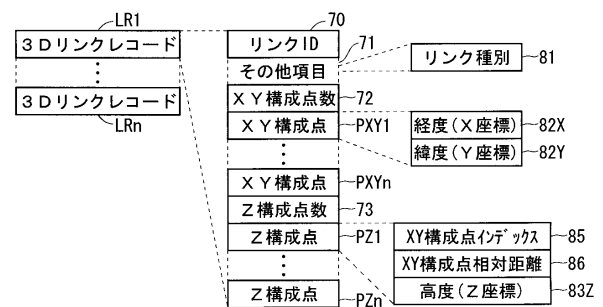 LR1
3Dリンクレコード
3Dリンクレコード
LRn
70
リンクID
71
その他項目
リンク種別
81
XY構成点数
72
XY構成点
PXY1
経度(X座標)
82X
緯度(Y座標)
82Y
XY構成点
PXYn
Z構成点数
73
Z構成点
PZ1
XY構成点インデックス
85
XY構成点相対距離
86
高度(Z座標)
83Z
Z構成点
PZn